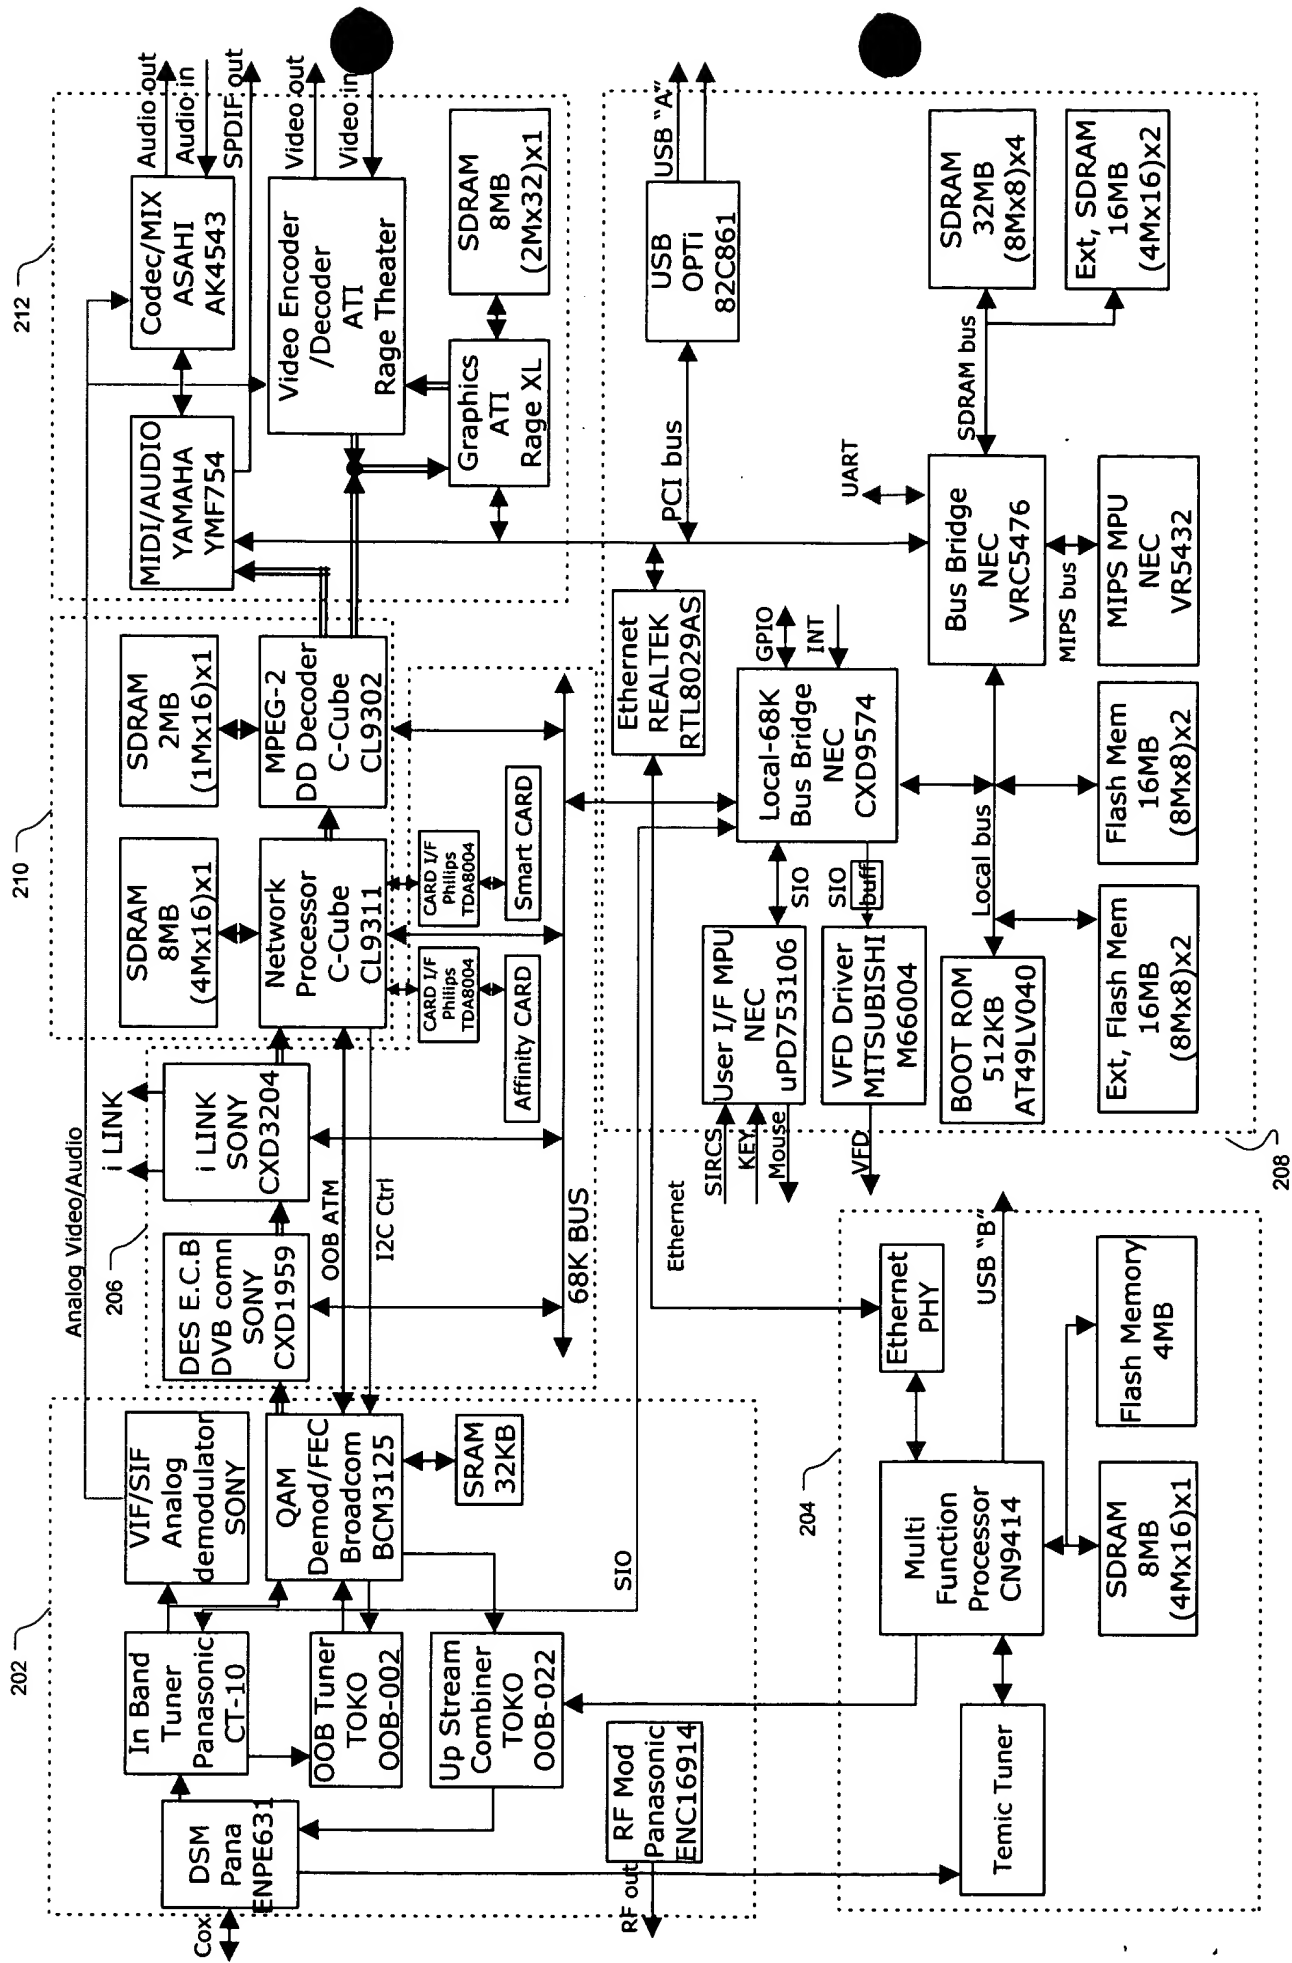 202
Cox
DSM
Pana
ENPE631
In Band
Tuner
Panasonic
CT-10
VIF/SIF
Analog
demodulator
SONY
OOB Tuner
TOKO
OOB-002
QAM
Demod/FEC
Broadcom
BCM3125
Up Stream
Combiner
TOKO
OOB-022
SRAM
32KB
RF out
RF Mod
Panasonic
ENC16914
SIO
Analog Video/Audio
206
DES E.C.B
DVB comn
SONY
CXD1959
i LINK
i LINK
SONY
CXD3204
OOB ATM
I2C Ctrl
68K BUS
210
SDRAM
8MB
(4Mx16)x1
SDRAM
2MB
(1Mx16)x1
Network
Processor
C-Cube
CL9311
MPEG-2
DD Decoder
C-Cube
CL9302
CARD I/F
Philips
TDA8004
CARD I/F
Philips
TDA8004
Affinity CARD
Smart CARD
212
MIDI/AUDIO
YAMAHA
YMF754
Codec/MIX
ASAHI
AK4543
Audio out
Audio in
SPDIF out
Video Encoder
/Decoder
ATI
Rage Theater
Video out
Video in
Graphics
ATI
Rage XL
SDRAM
8MB
(2Mx32)x1
204
Ethernet
Ethernet
PHY
USB "B"
Multi
Function
Processor
CN9414
Temic Tuner
SDRAM
8MB
(4Mx16)x1
Flash Memory
4MB
208
Ethernet
REALTEK
RTL8029AS
PCI bus
USB
OPTi
82C861
USB "A"
SIRCS
KEY
Mouse
User I/F MPU
NEC
uPD753106
SIO
Local-68K
Bus Bridge
NEC
CXD9574
GPIO
INT
VFD
VFD Driver
MITSUBISHI
M66004
SIO
buff
UART
BOOT ROM
512KB
AT49LV040
Local bus
Bus Bridge
NEC
VRC5476
SDRAM bus
SDRAM
32MB
(8Mx8)x4
Ext, SDRAM
16MB
(4Mx16)x2
MIPS bus
Ext, Flash Mem
16MB
(8Mx8)x2
Flash Mem
16MB
(8Mx8)x2
MIPS MPU
NEC
VR5432